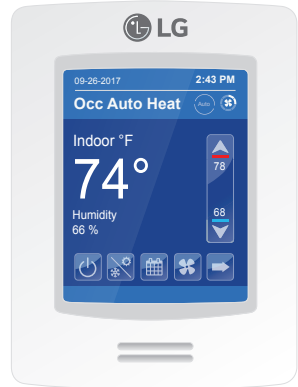 LG
09-26-2017 2:43 PM
Occ Auto Heat Auto
Indoor °F
74°
78
Humidity
66 %
68